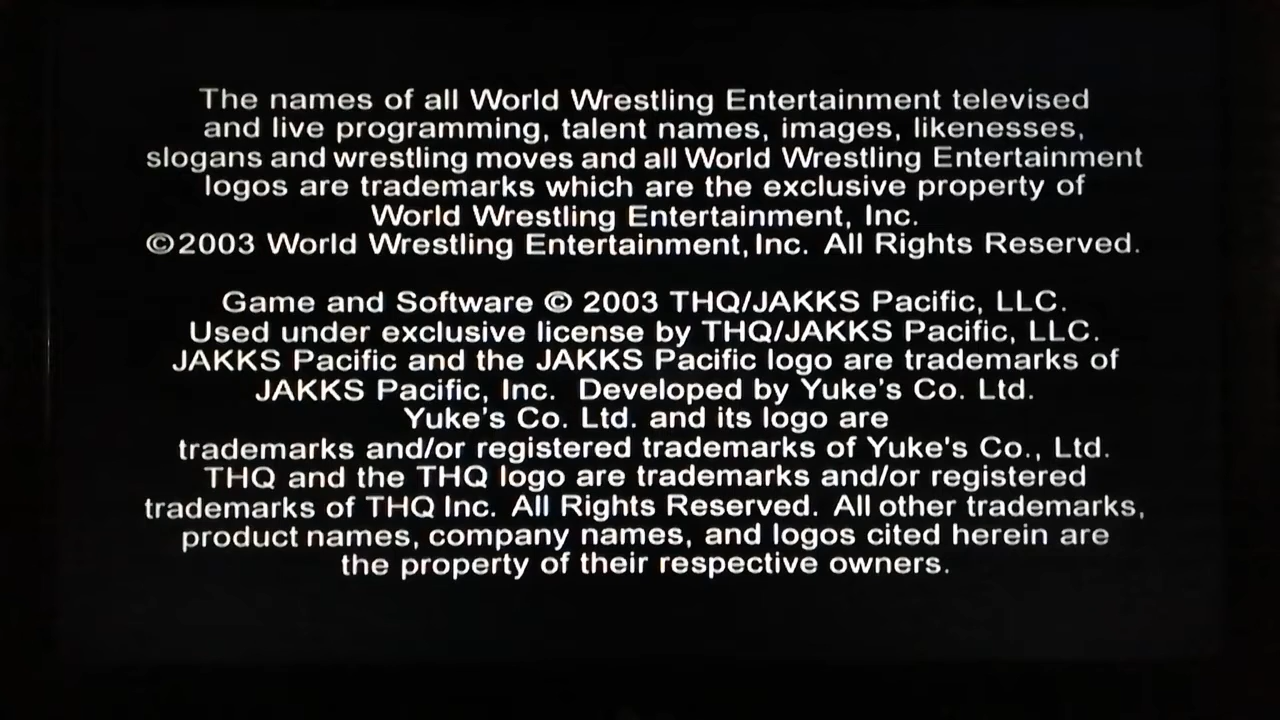 The names of all World Wrestling Entertainment televised
and live programming, talent names, images, likenesses,
slogans and wrestling moves and all World Wrestling Entertainment
logos are trademarks which are the exclusive property of
World Wrestling Entertainment, Inc.
©2003 World Wrestling Entertainment, Inc. All Rights Reserved.
Game and Software © 2003 THQ/JAKKS Pacific, LLC.
Used under exclusive license by THQ/JAKKS Pacific, LLC.
JAKKS Pacific and the JAKKS Pacific logo are trademarks of
JAKKS Pacific, Inc. Developed by Yuke's Co. Ltd.
Yuke's Co. Ltd. and its logo are
trademarks and/or registered trademarks of Yuke's Co., Ltd.
THQ and the THQ logo are trademarks and/or registered
trademarks of THQ Inc. All Rights Reserved. All other trademarks,
product names, company names, and logos cited herein are
the property of their respective owners.